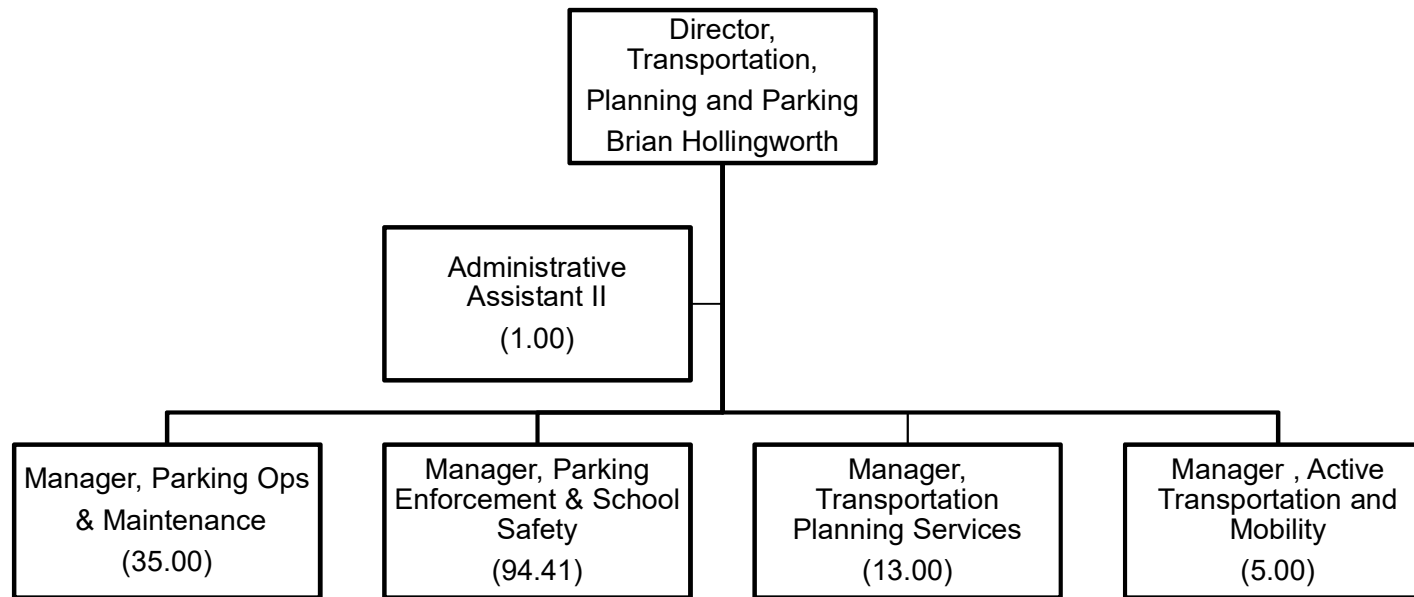 Director,
Transportation,
Planning and Parking
Brian Hollingworth
Administrative
Assistant II
(1.00)
Manager, Parking Ops
& Maintenance
(35.00)
Manager, Parking
Enforcement & School
Safety
(94.41)
Manager,
Transportation
Planning Services
(13.00)
Manager , Active
Transportation and
Mobility
(5.00)